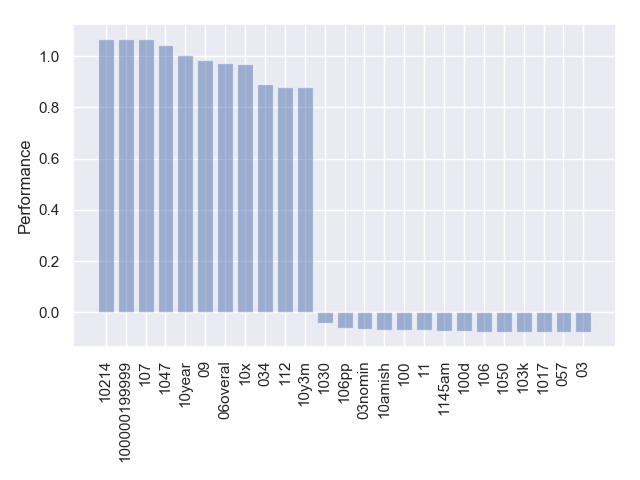 1.0
0.8
0.6
0.4
0.2
0.0
Performance
10214
100000199999
107
1047
10year
09
06overal
10x
034
112
10y3m
1030
106pp
03nomin
10amish
100
11
1145am
100d
106
1050
103k
1017
057
03